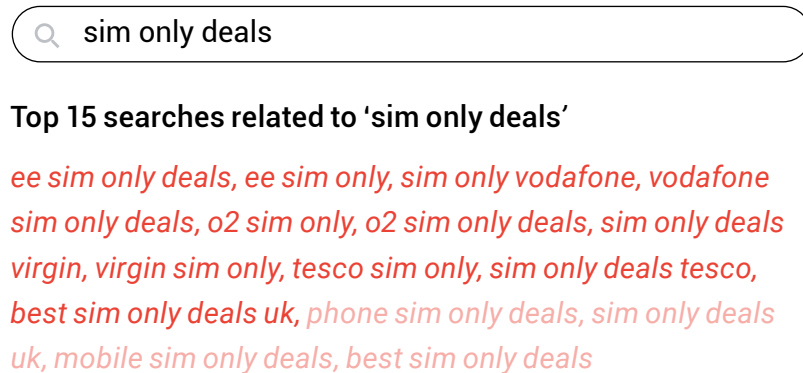 sim only deals
Top 15 searches related to ‘sim only deals’
ee sim only deals, ee sim only, sim only vodafone, vodafone
sim only deals, o2 sim only, o2 sim only deals, sim only deals
virgin, virgin sim only, tesco sim only, sim only deals tesco,
best sim only deals uk, phone sim only deals, sim only deals
uk, mobile sim only deals, best sim only deals